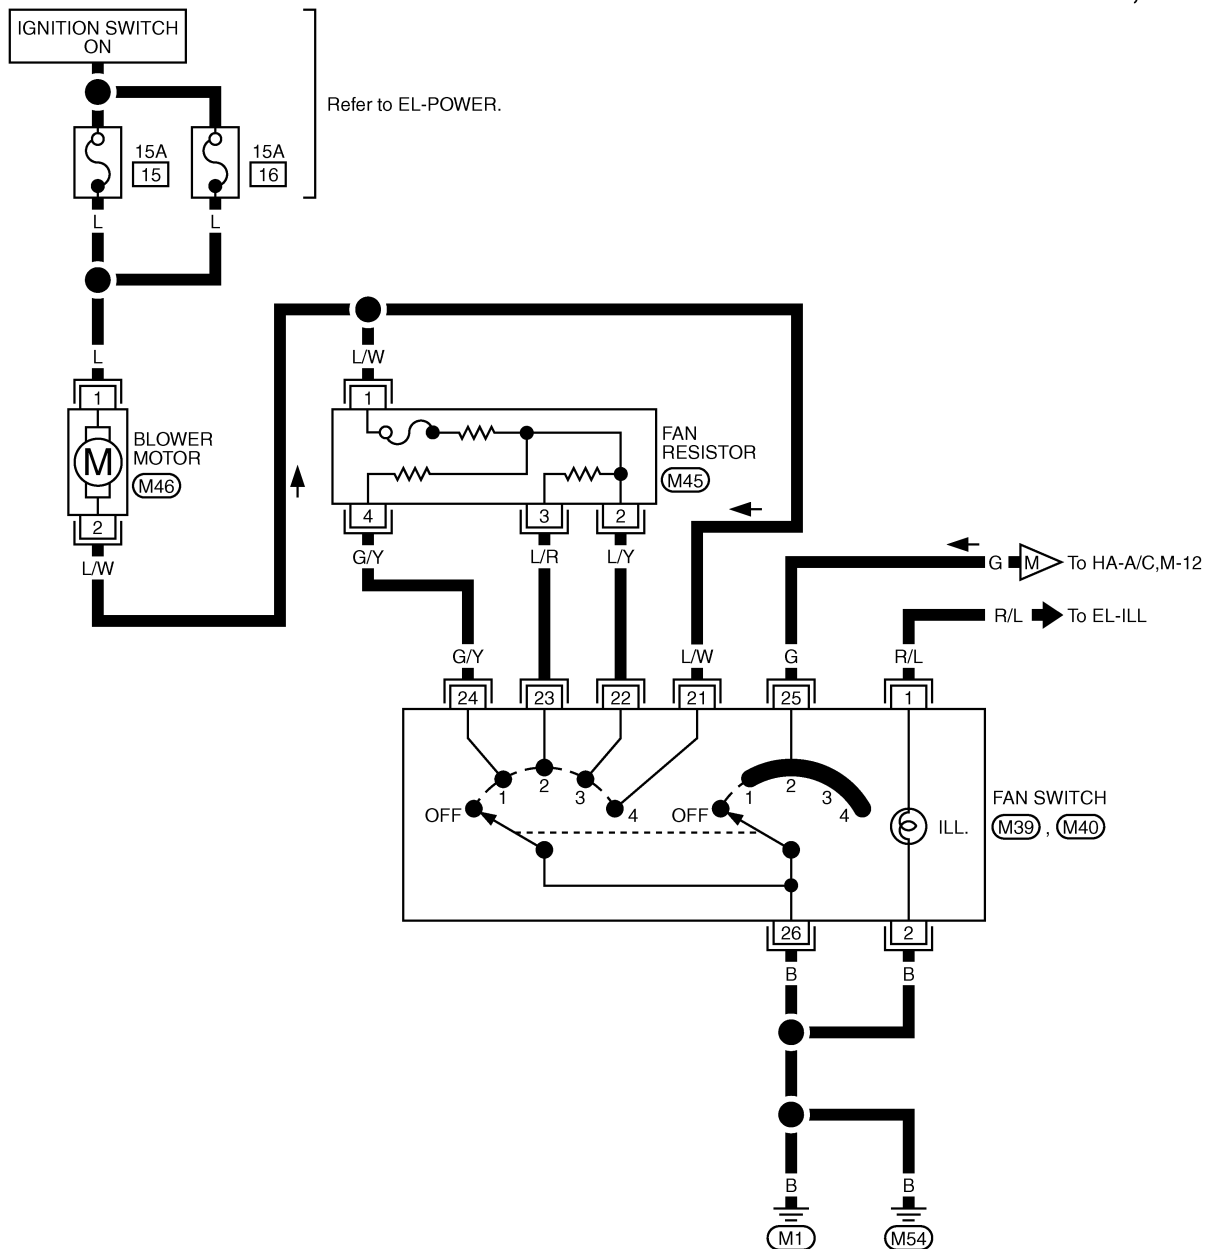 IGNITION SWITCH
ON
Refer to EL-POWER.
15A
15
15A
16
L
L
L
L/W
1
1
BLOWER
MOTOR
M46
M
FAN
RESISTOR
M45
2
4
3
2
L/W
G/Y
L/R
L/Y
G
M
To HA-A/C,M-12
R/L
To EL-ILL
G/Y
L/W
G
R/L
24
23
22
21
25
1
OFF
1
2
3
4
OFF
1
2
3
4
ILL.
FAN SWITCH
M39 , M40
26
2
B
B
B
B
M1
M54